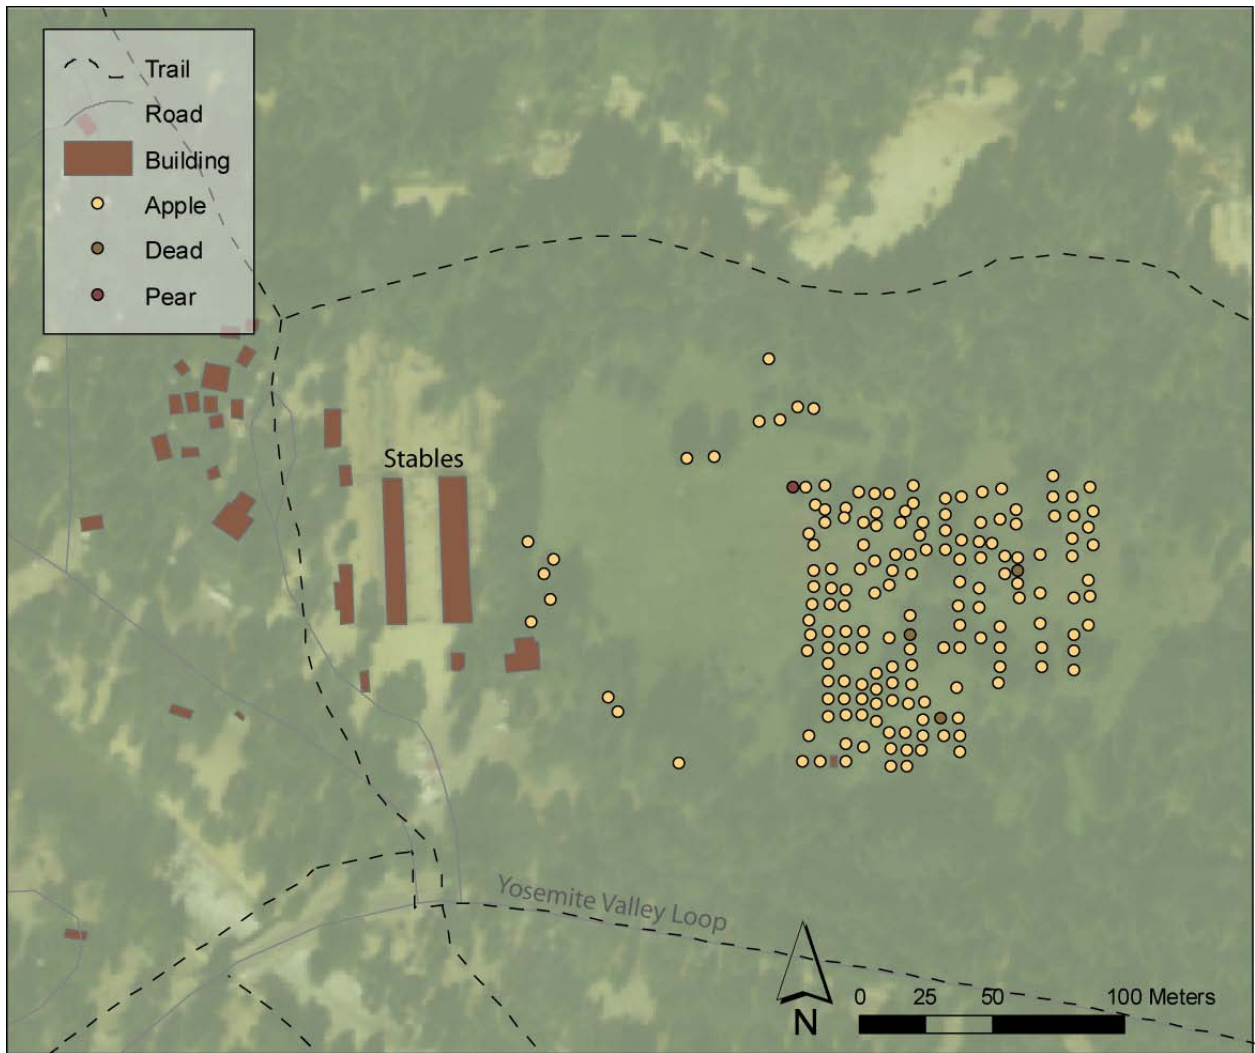 Trail
Road
Building
Apple
Dead
Pear
Stables
Yosemite Valley Loop
N
0 25 50 100 Meters